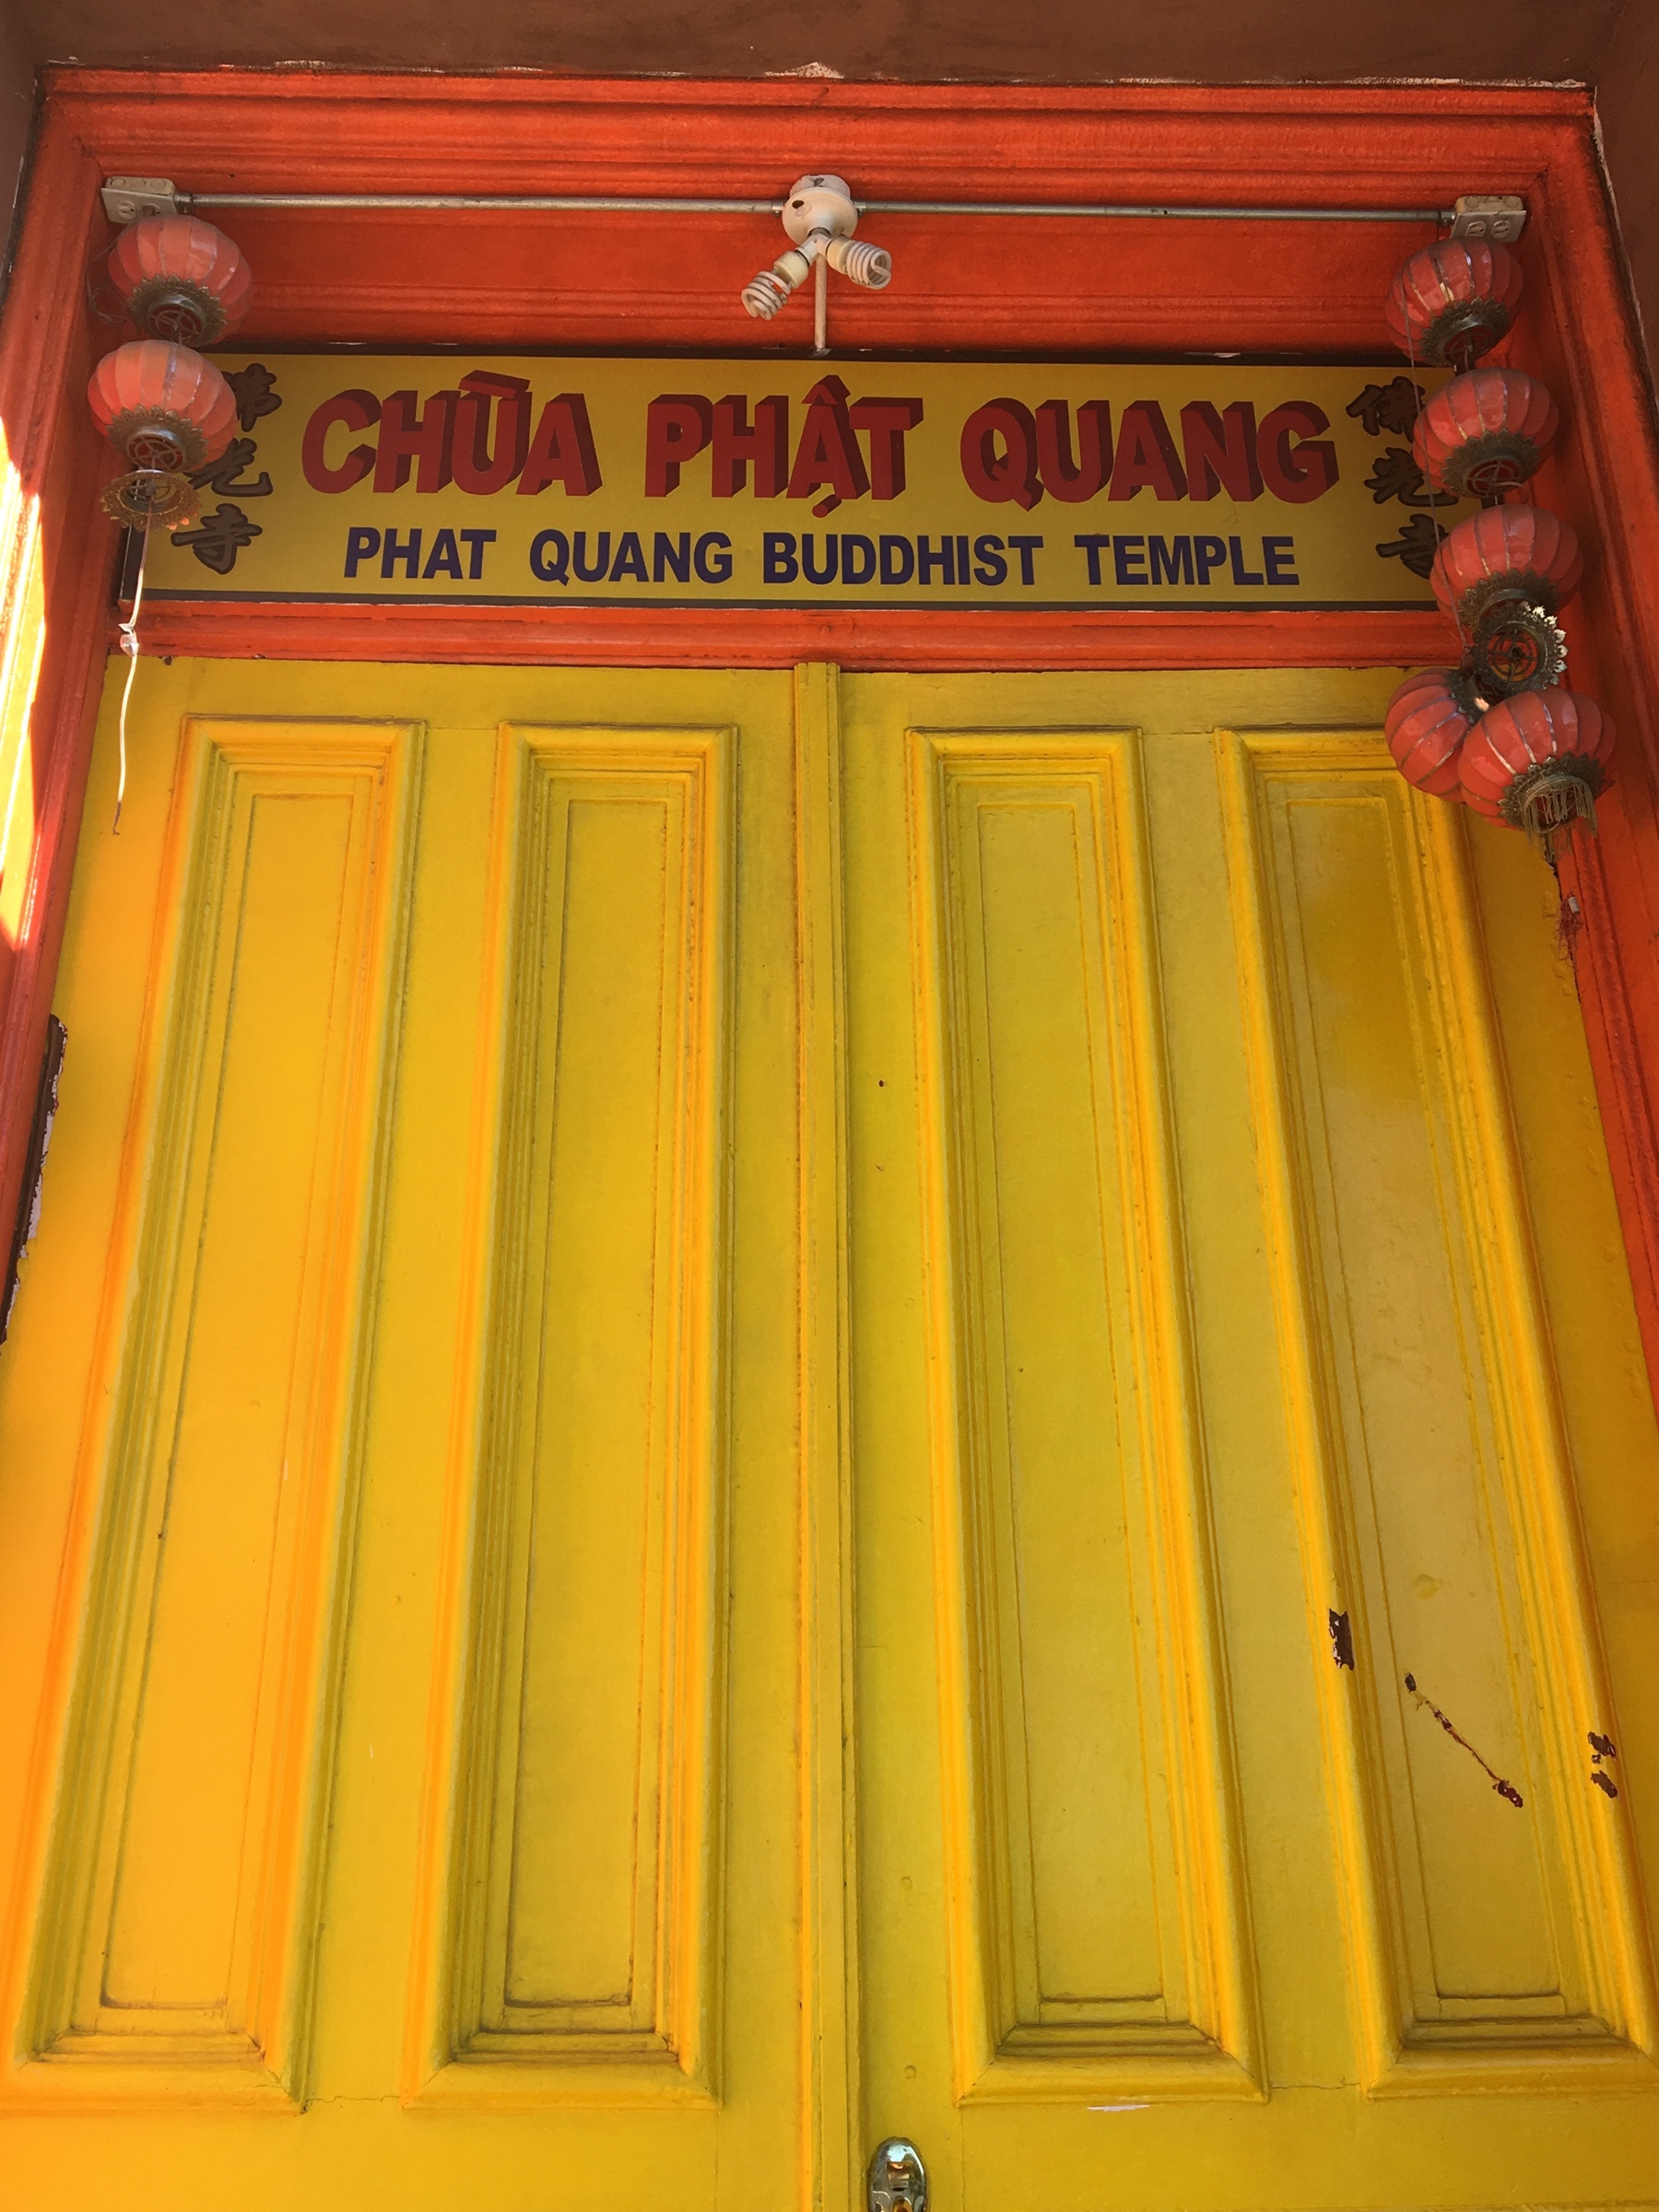 佛光寺
CHÙA PHẬT QUANG
佛光寺
PHAT QUANG BUDDHIST TEMPLE